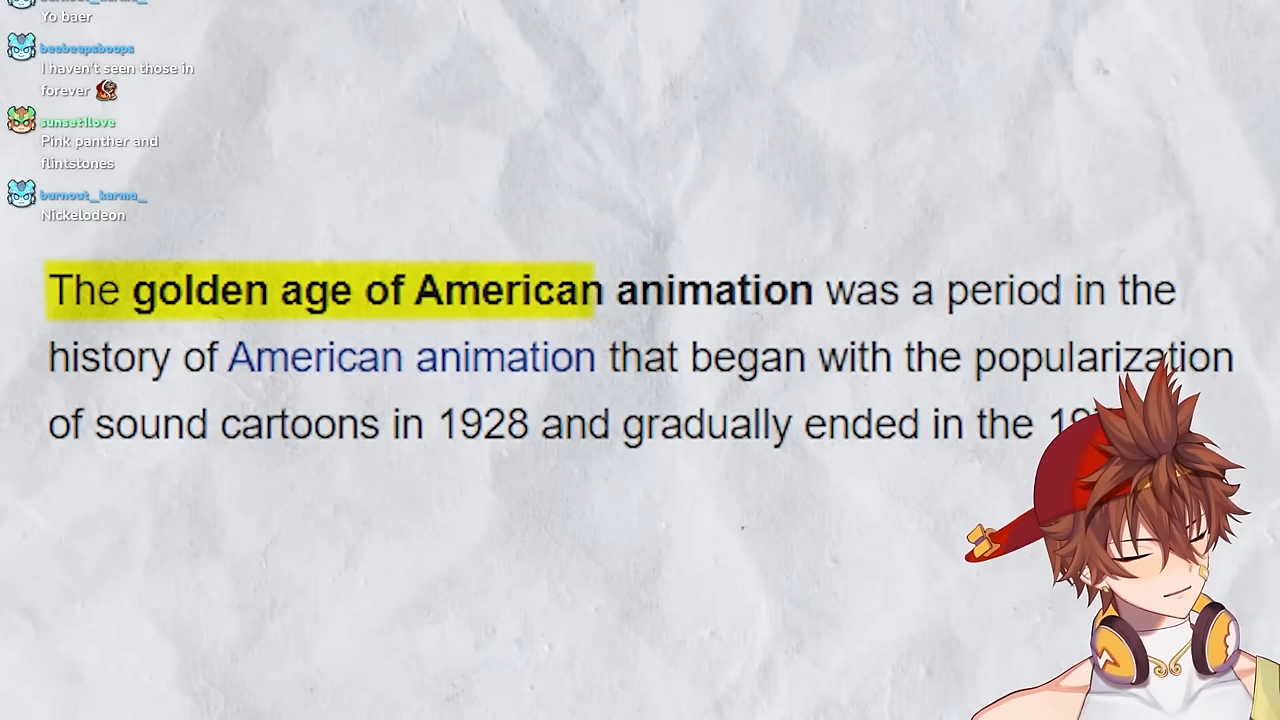 Yo baer
beebeepsboops
I haven't seen those in
forever
sunset1love
Pink panther and
flintstones
burnout_karma_
Nickelodeon
The golden age of American animation was a period in the
history of American animation that began with the popularization
of sound cartoons in 1928 and gradually ended in the